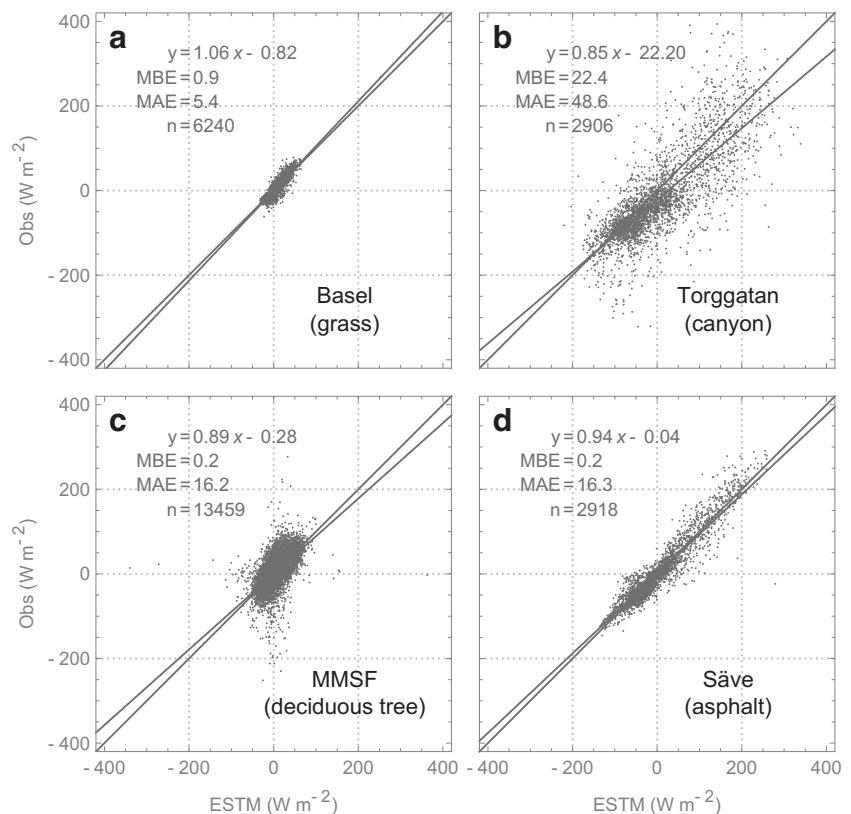 a
y = 1.06 x - 0.82
MBE = 0.9
MAE = 5.4
n = 6240
Basel
(grass)
400
200
0
- 200
- 400
Obs (W m⁻²)
b
y = 0.85 x - 22.20
MBE = 22.4
MAE = 48.6
n = 2906
Torggatan
(canyon)
c
y = 0.89 x - 0.28
MBE = 0.2
MAE = 16.2
n = 13459
MMSF
(deciduous tree)
400
200
0
- 200
- 400
Obs (W m⁻²)
- 400 - 200 0 200 400
ESTM (W m⁻²)
d
y = 0.94 x - 0.04
MBE = 0.2
MAE = 16.3
n = 2918
Säve
(asphalt)
- 400 - 200 0 200 400
ESTM (W m⁻²)